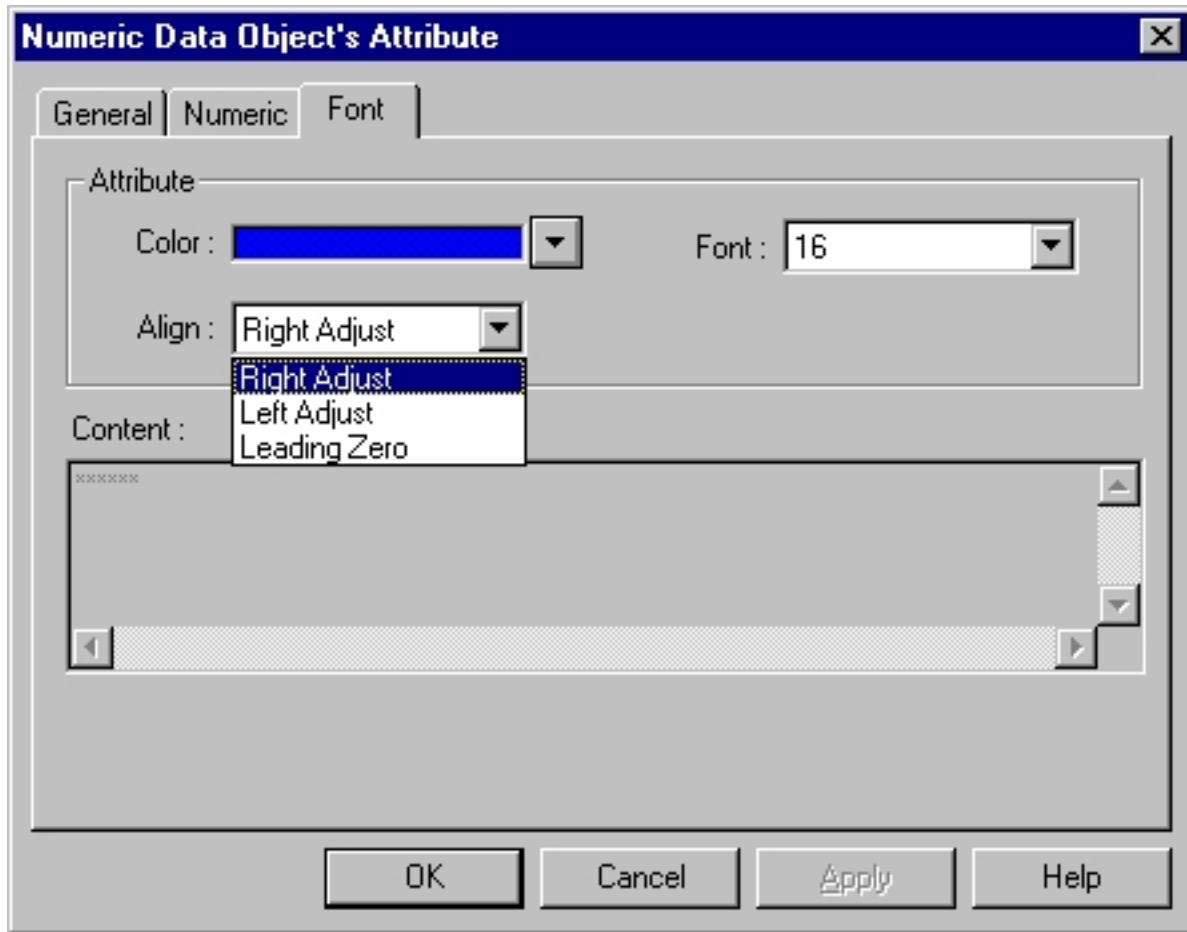 Numeric Data Object's Attribute
General Numeric Font
Attribute
Color : Font : 16
Align : Right Adjust
Right Adjust
Left Adjust
Leading Zero
Content :
xxxxxx
OK Cancel Apply Help